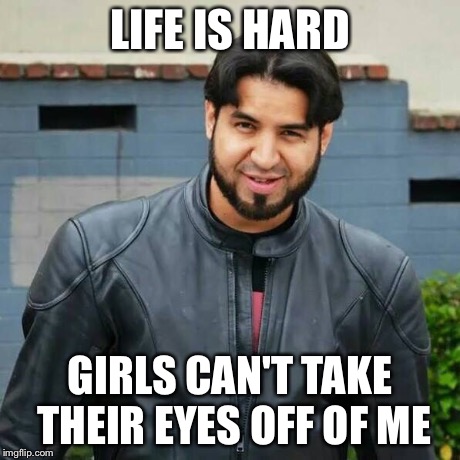 LIFE IS HARD
GIRLS CAN'T TAKE
THEIR EYES OFF OF ME
imgflip.com